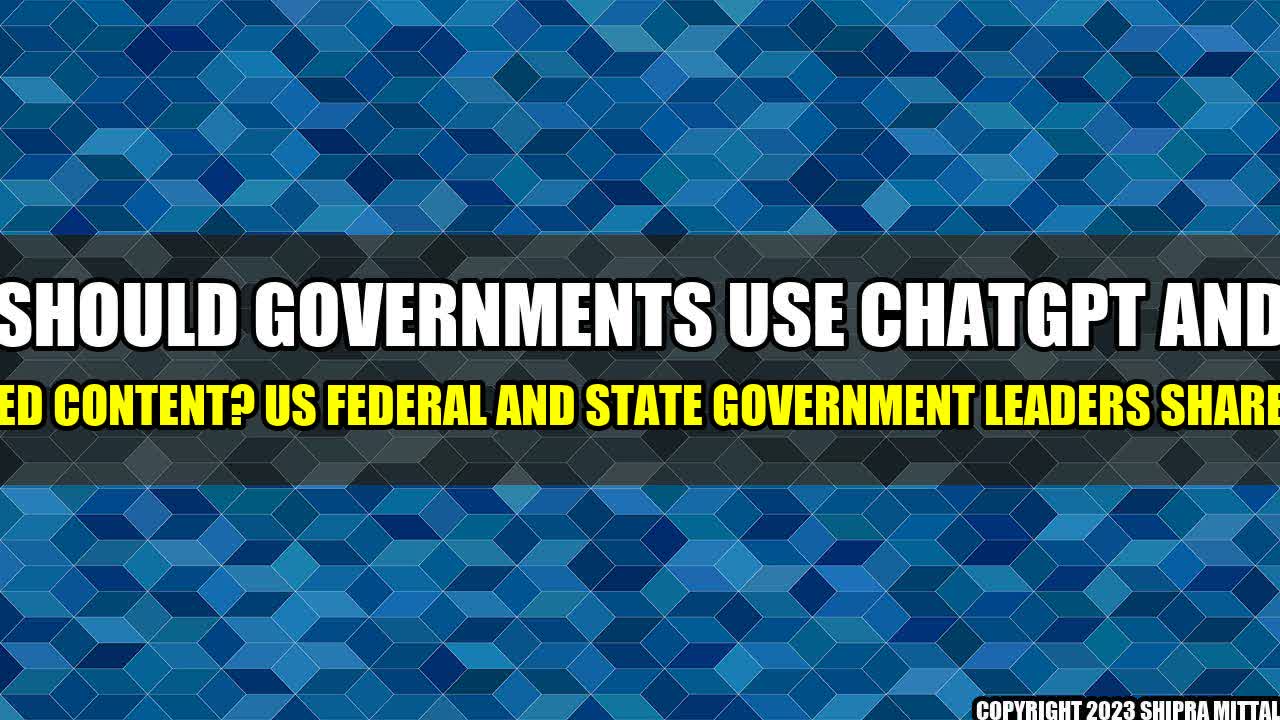 SHOULD GOVERNMENTS USE CHATGPT AND
ED CONTENT? US FEDERAL AND STATE GOVERNMENT LEADERS SHARE
COPYRIGHT 2023 SHIPRA MITTAL